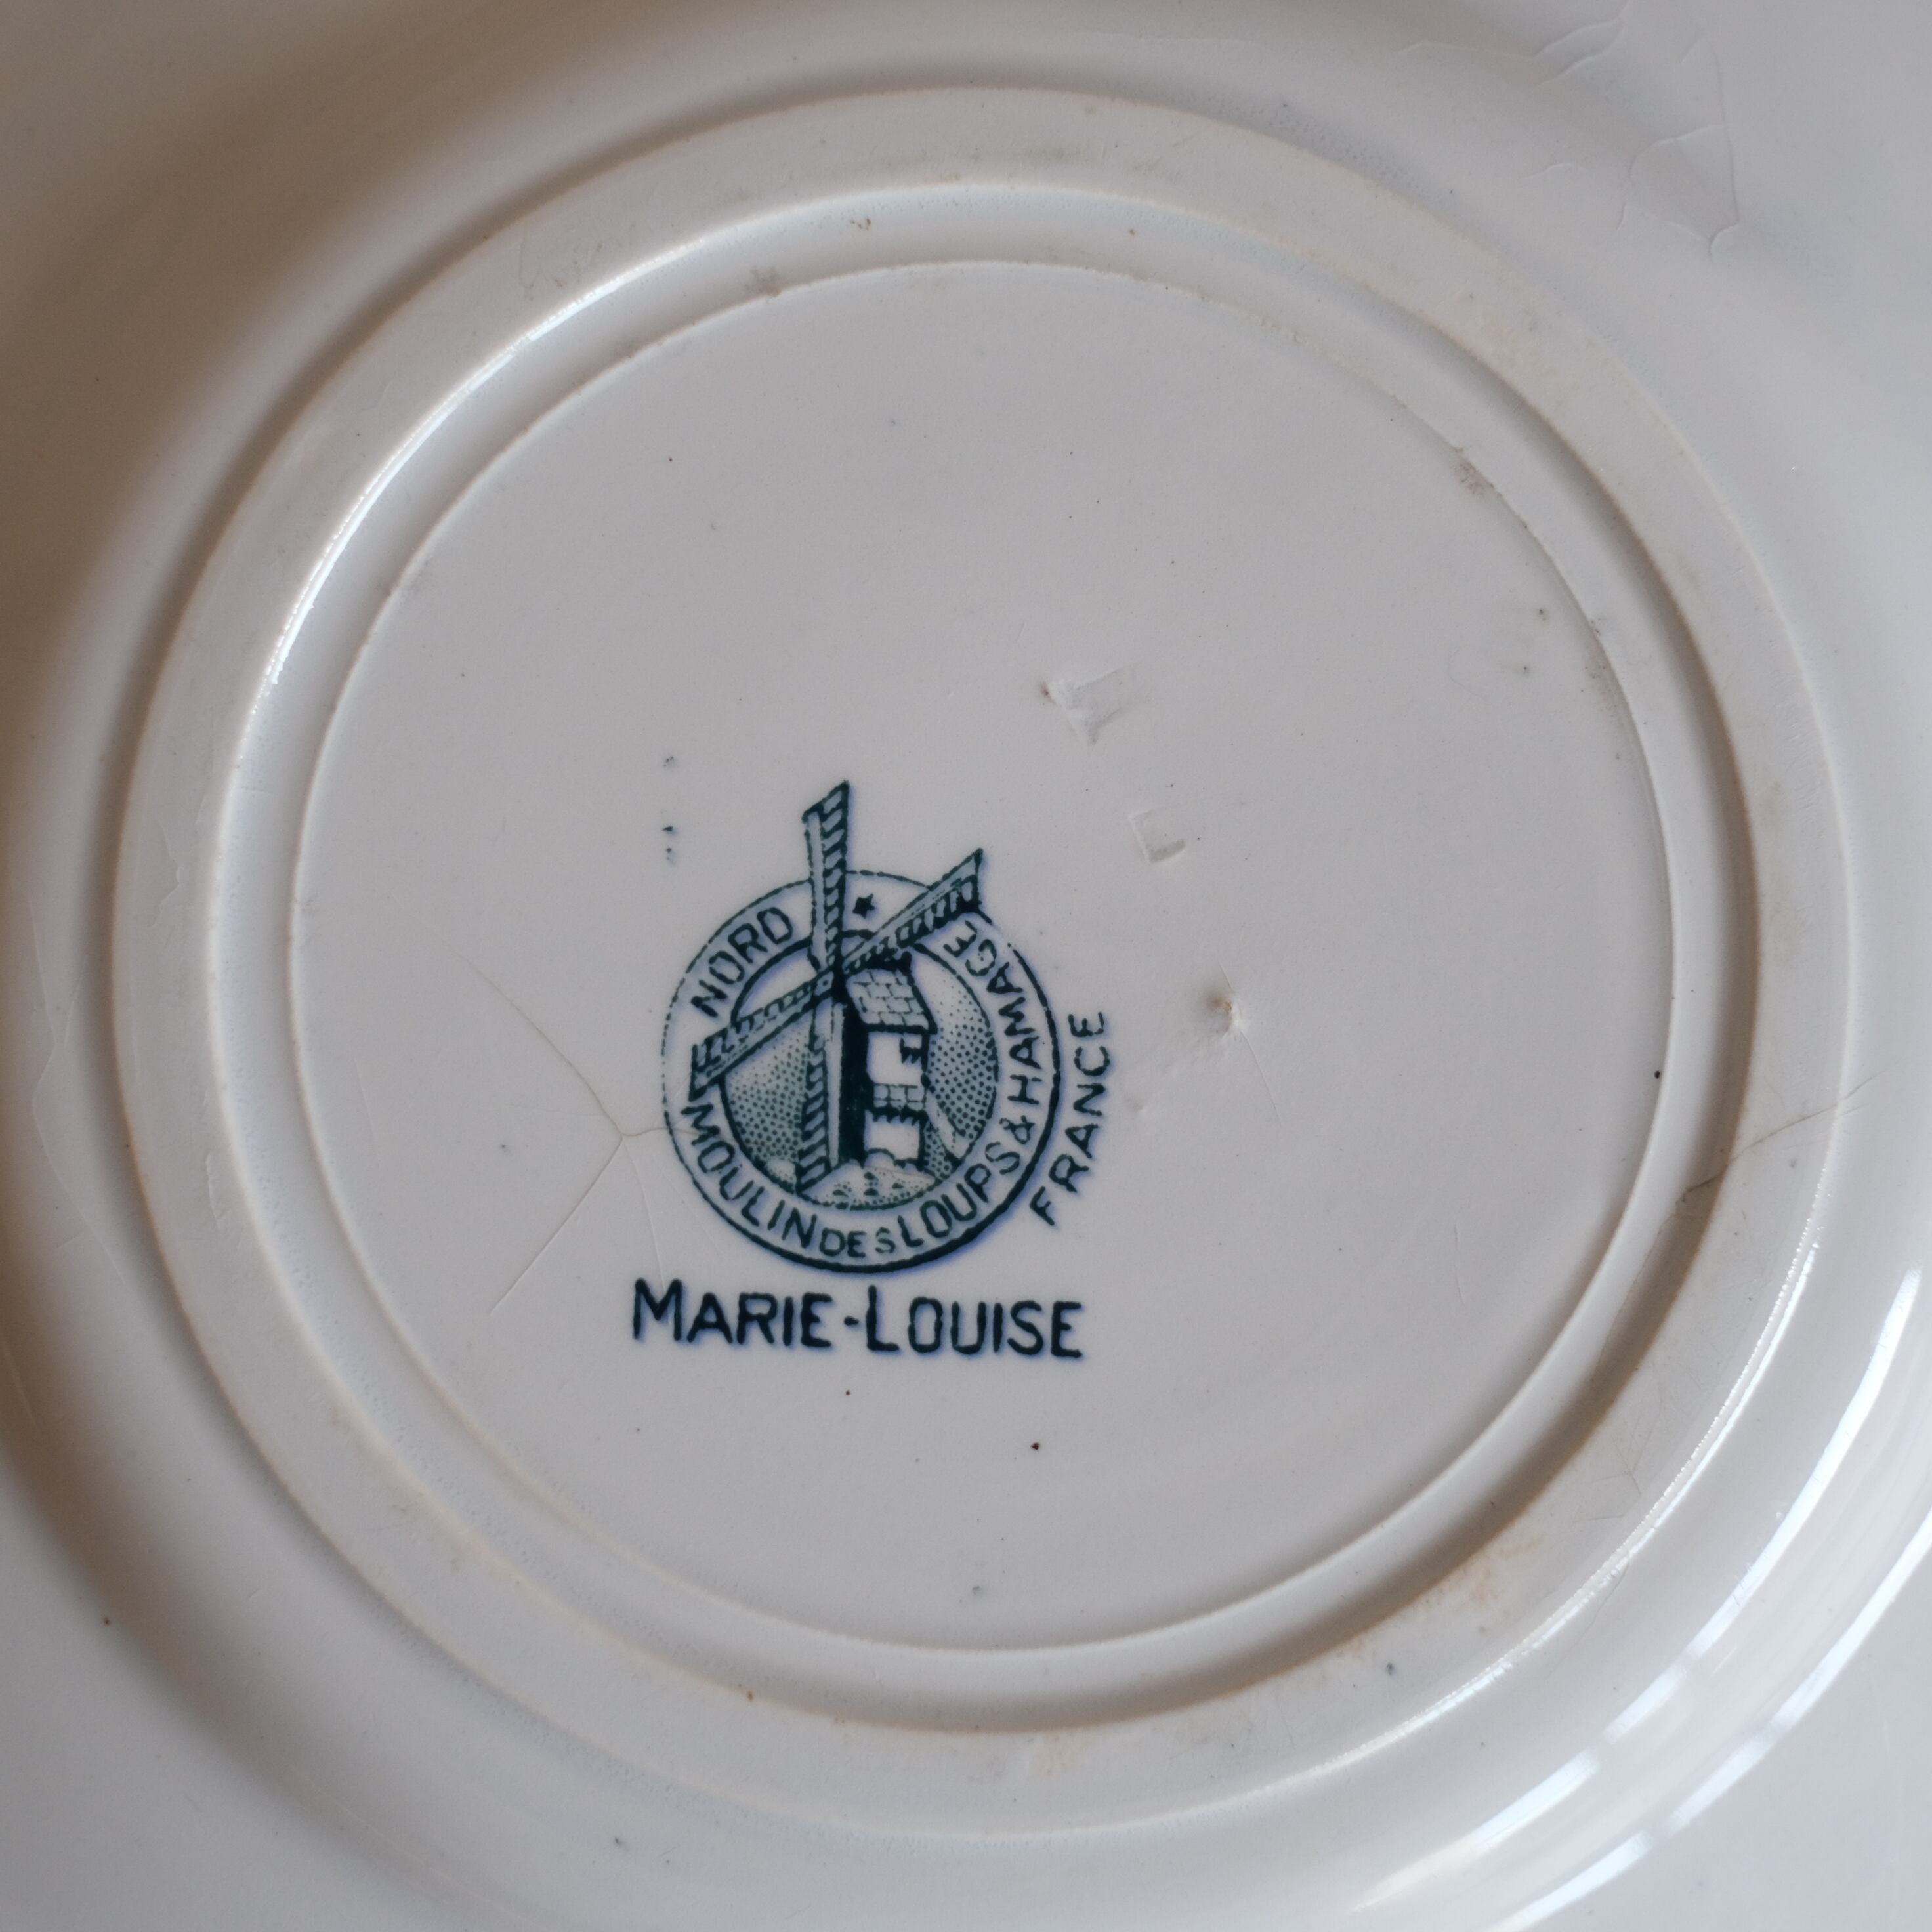 NORD
MOULIN DES LOUPS & HAMAGE
FRANCE
MARIE-LOUISE